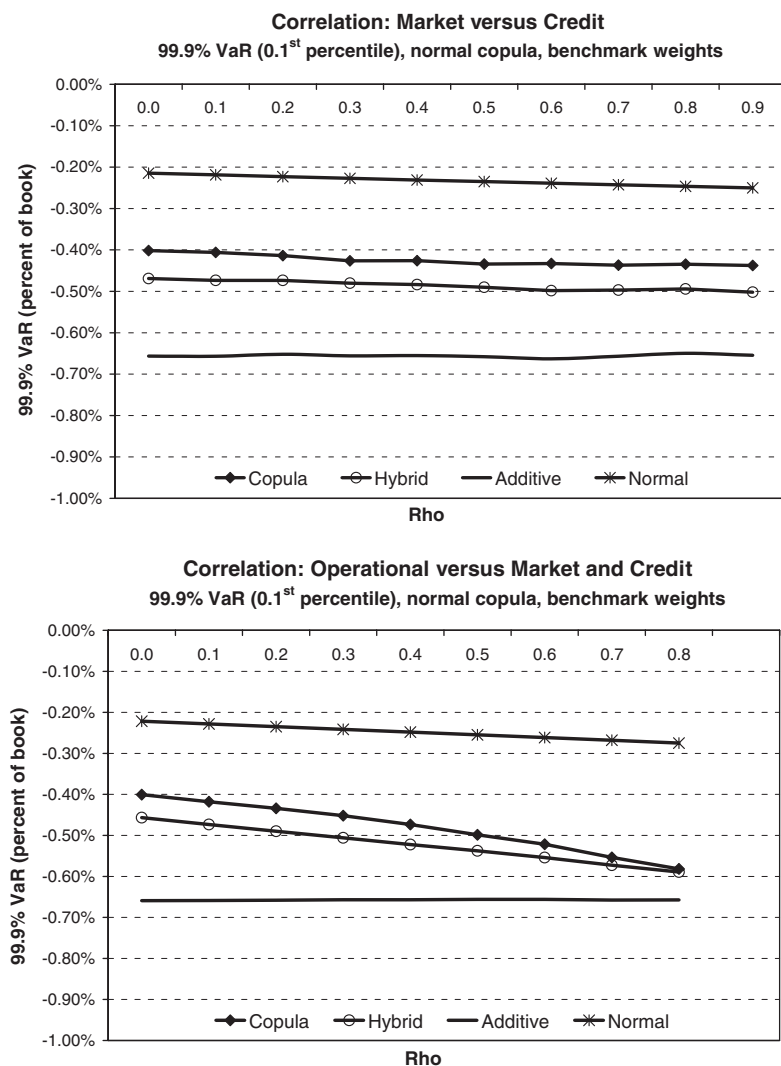 Correlation: Market versus Credit
99.9% VaR (0.1st percentile), normal copula, benchmark weights
0.00%
0.0 0.1 0.2 0.3 0.4 0.5 0.6 0.7 0.8 0.9
-0.10%
-0.20%
-0.30%
-0.40%
-0.50%
-0.60%
-0.70%
-0.80%
-0.90%
-1.00%
99.9% VaR (percent of book)
Copula Hybrid Additive Normal
Rho
Correlation: Operational versus Market and Credit
99.9% VaR (0.1st percentile), normal copula, benchmark weights
0.00%
0.0 0.1 0.2 0.3 0.4 0.5 0.6 0.7 0.8
-0.10%
-0.20%
-0.30%
-0.40%
-0.50%
-0.60%
-0.70%
-0.80%
-0.90%
-1.00%
99.9% VaR (percent of book)
Copula Hybrid Additive Normal
Rho